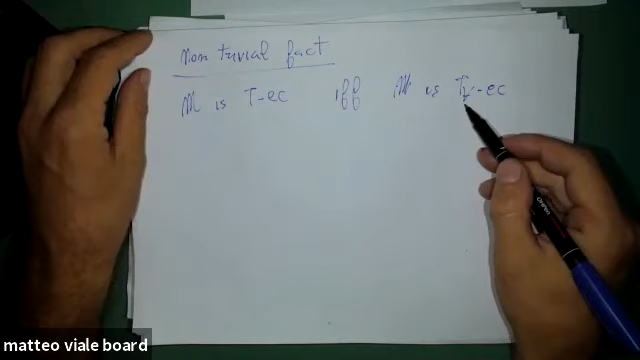 Non trivial fact
M is T-ec iff M is T∀-ec
matteo viale board